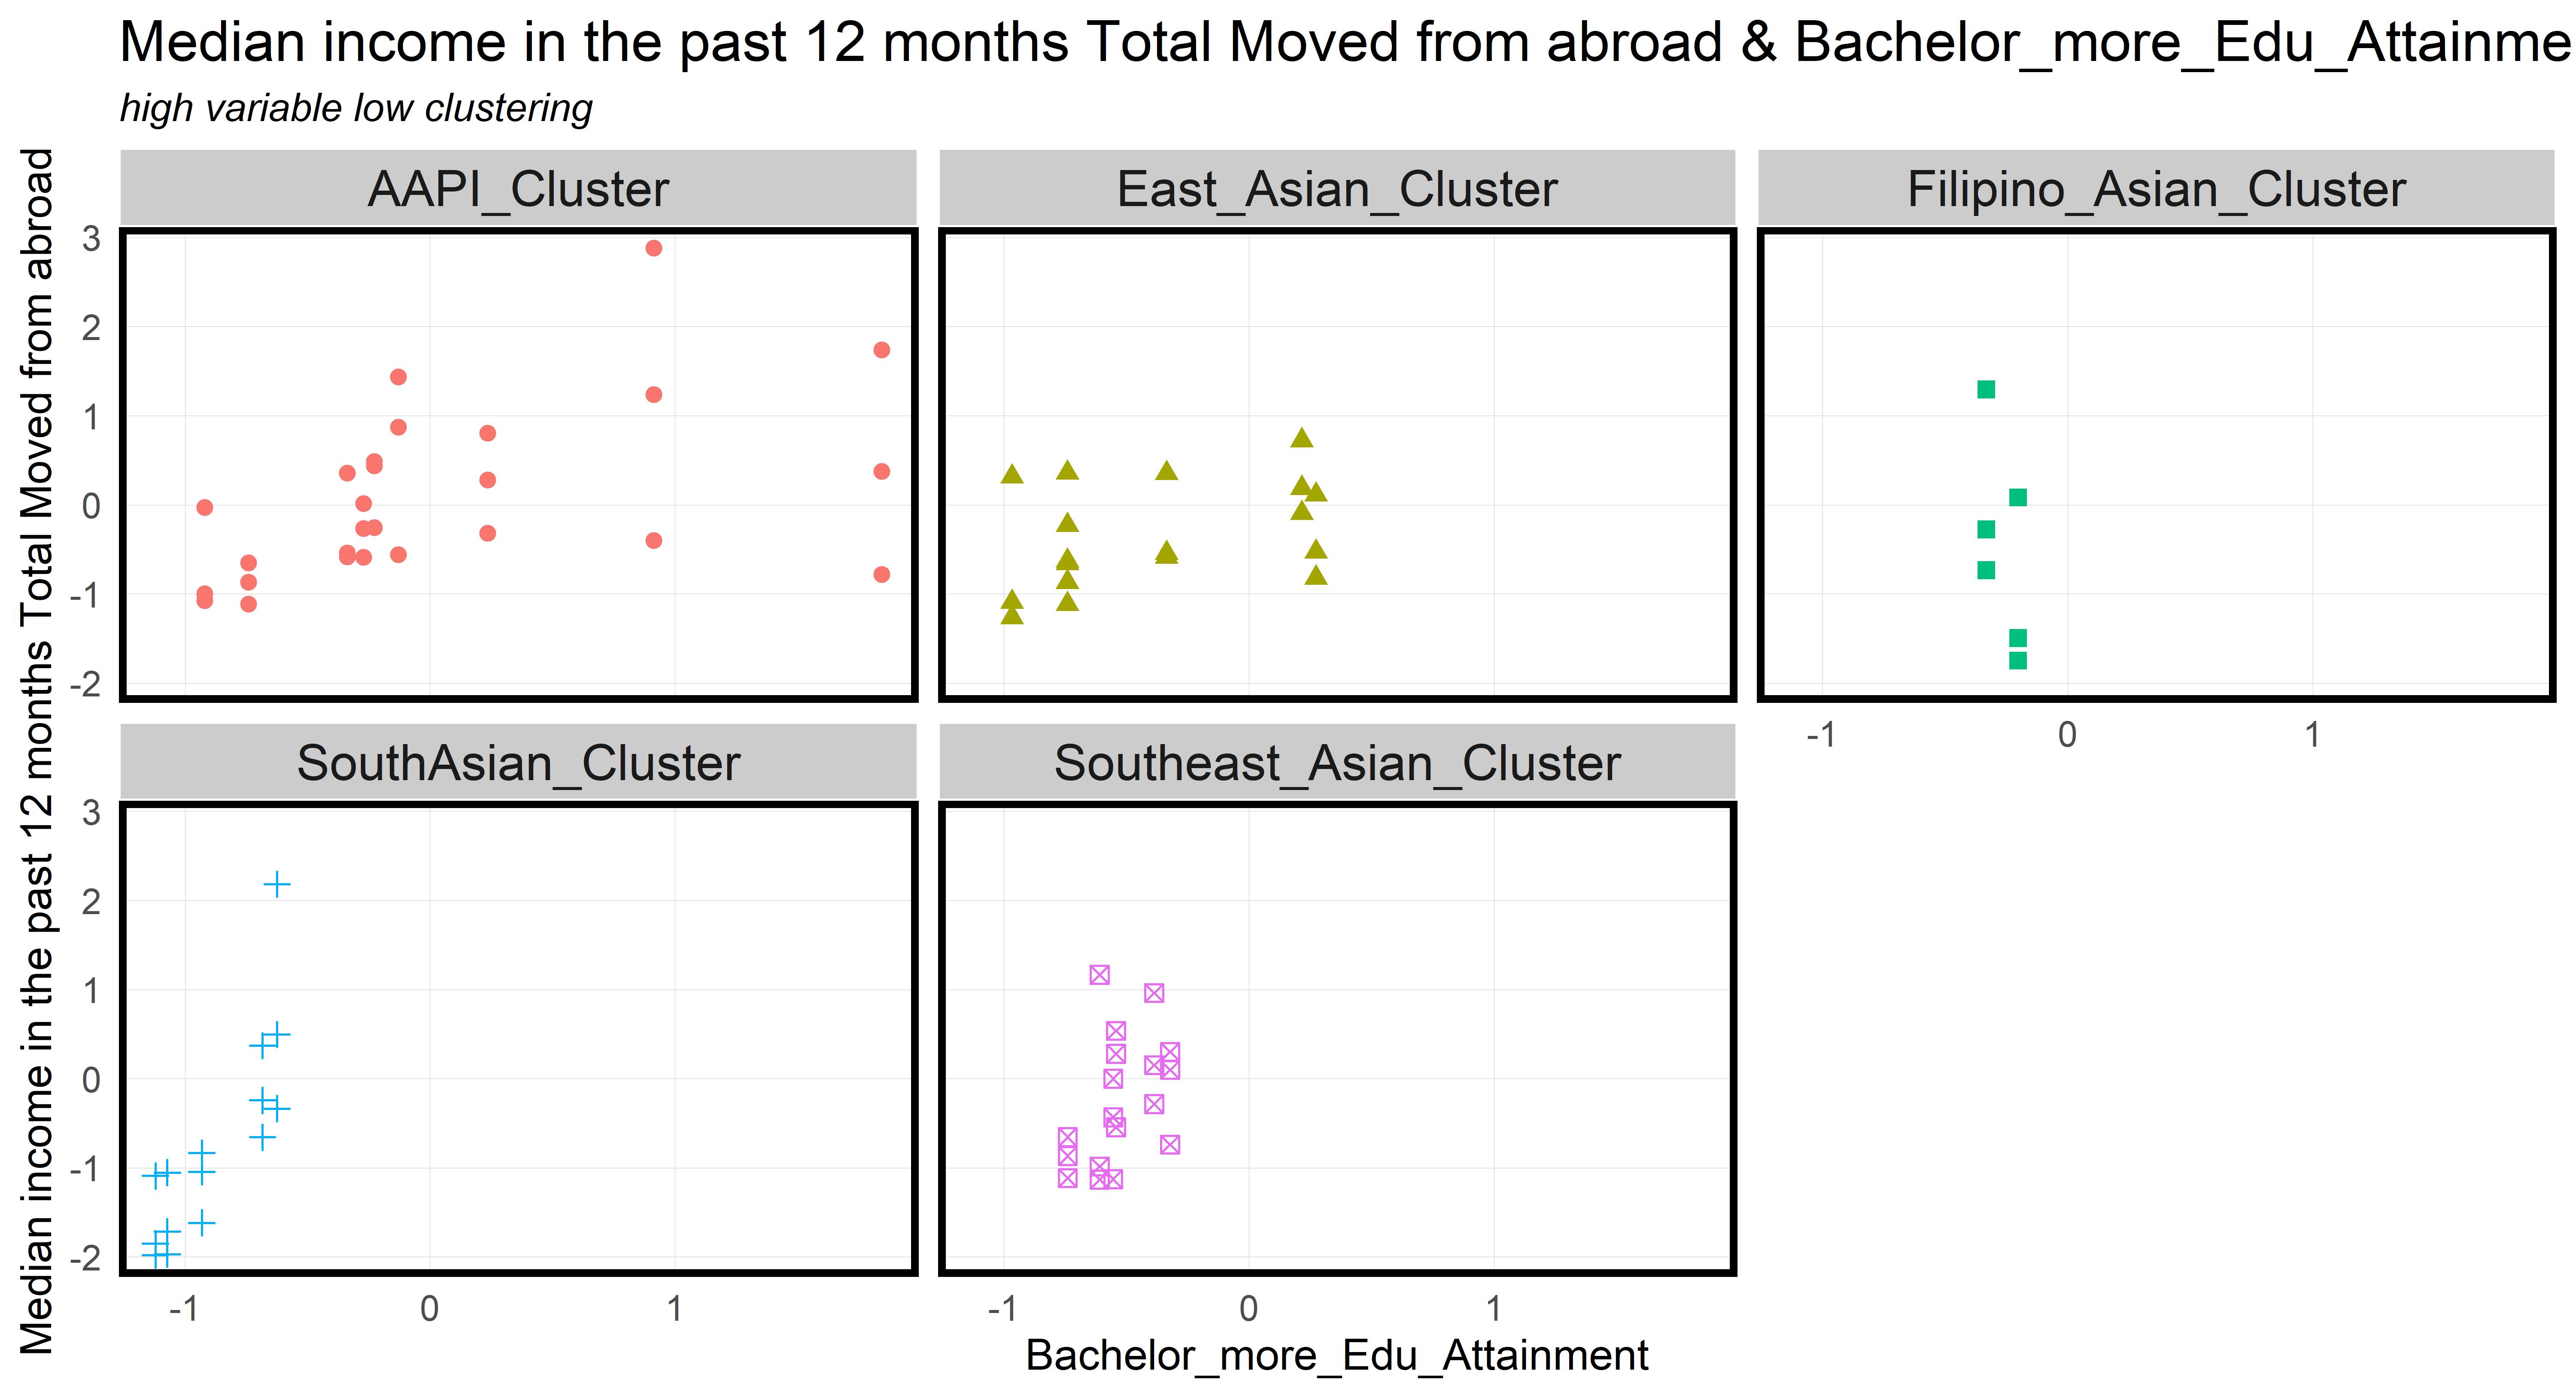 Median income in the past 12 months Total Moved from abroad & Bachelor_more_Edu_Attainme
high variable low clustering
Median income in the past 12 months Total Moved from abroad
AAPI_Cluster
East_Asian_Cluster
Filipino_Asian_Cluster
3
2
1
0
-1
-2
-1 0 1
SouthAsian_Cluster
Southeast_Asian_Cluster
3
2
1
0
-1
-2
-1 0 1
-1 0 1
Bachelor_more_Edu_Attainment